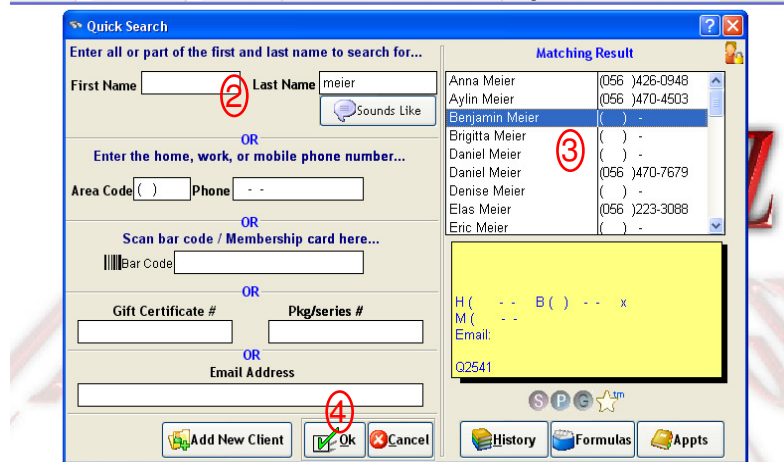 Quick Search
Enter all or part of the first and last name to search for...
First Name
2
Last Name meier
Sounds Like
OR
Enter the home, work, or mobile phone number...
Area Code ( ) Phone - -
OR
Scan bar code / Membership card here...
Bar Code
OR
Gift Certificate # Pkg/series #
OR
Email Address
4
Add New Client Ok Cancel
Matching Result
Anna Meier (056 )426-0948
Aylin Meier (056 )470-4503
Benjamin Meier ( ) -
Brigitta Meier ( ) -
3
Daniel Meier ( ) -
Daniel Meier (056 )470-7679
Denise Meier ( ) -
Elas Meier (056 )223-3088
Eric Meier ( ) -
H ( - - B ( ) - - x
M ( - -
Email:
Q2541
S P G tm
History Formulas Appts
Z